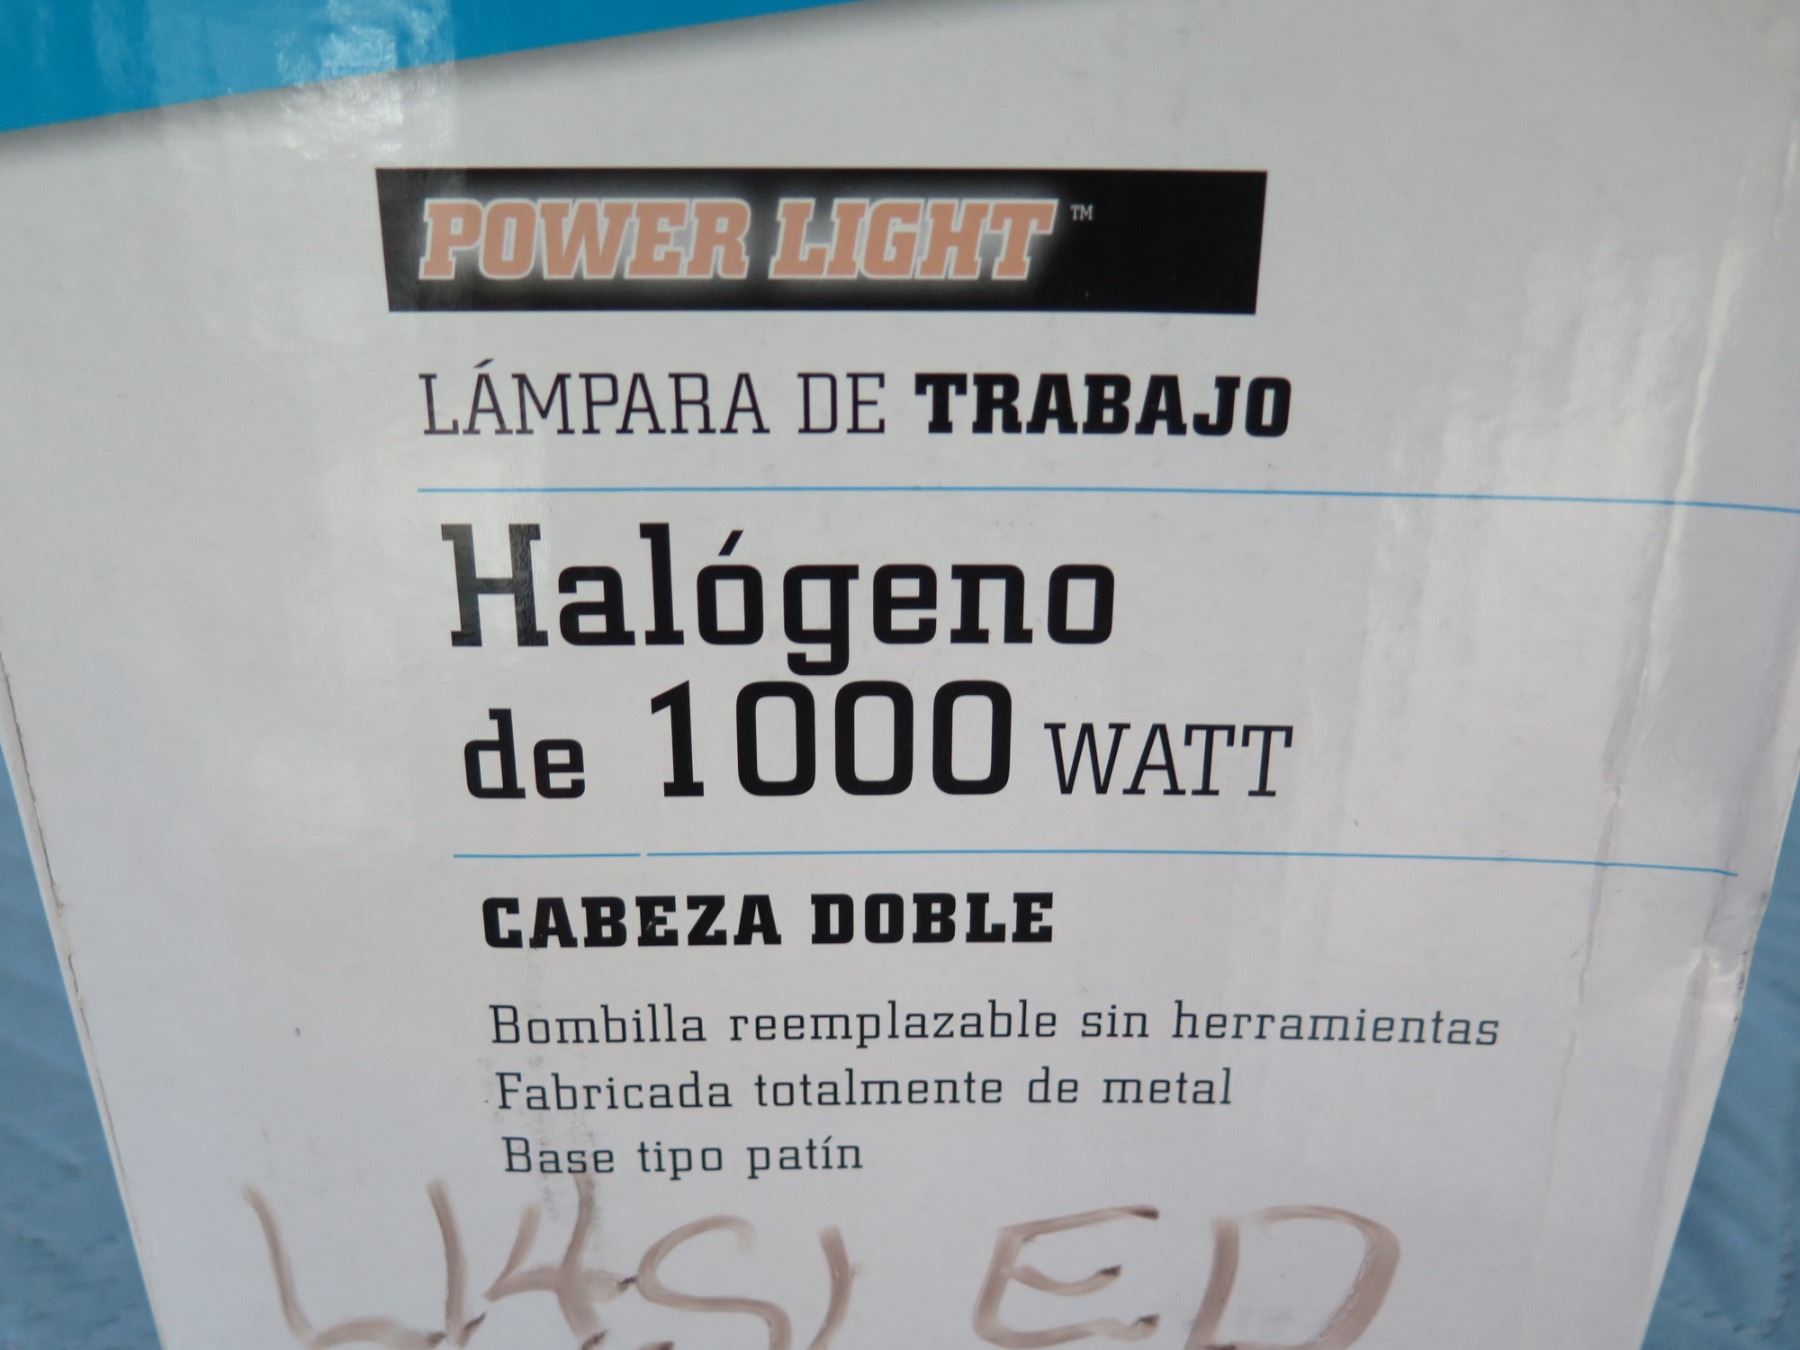 POWER LIGHT™
LÁMPARA DE TRABAJO
Halógeno
de 1000 WATT
CABEZA DOBLE
Bombilla reemplazable sin herramientas
Fabricada totalmente de metal
Base tipo patín